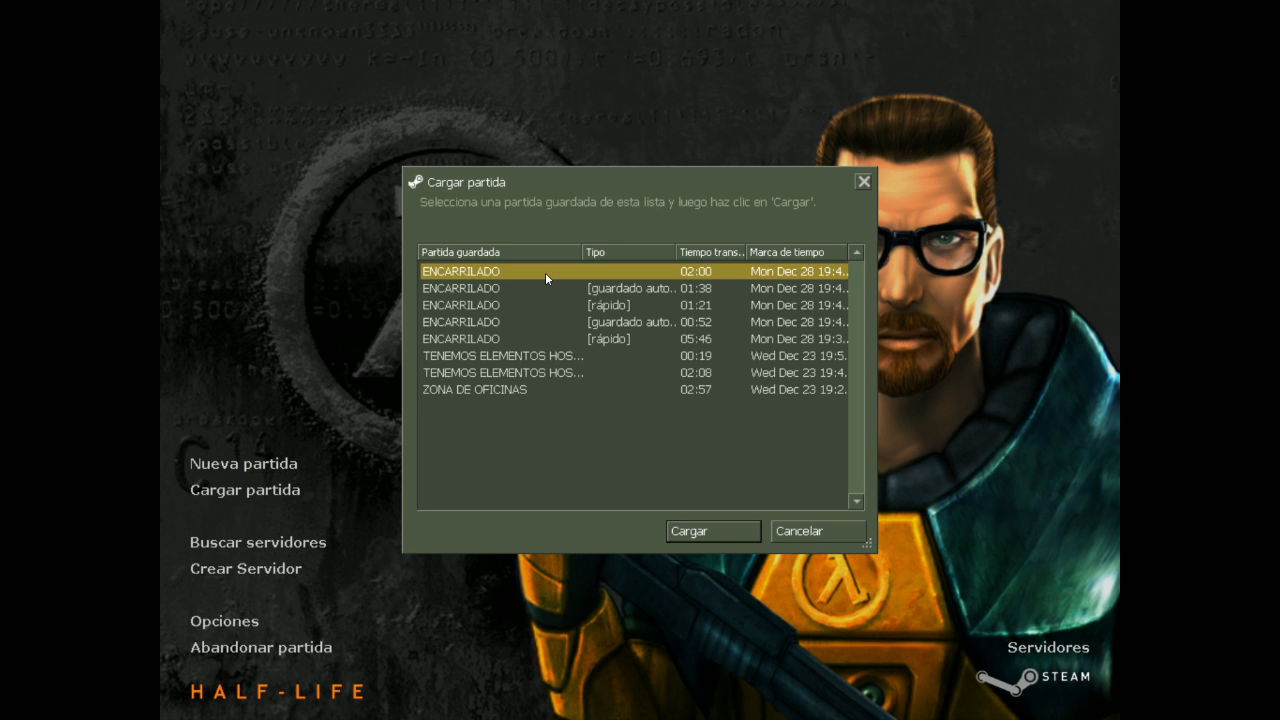 Cargar partida
Selecciona una partida guardada de esta lista y luego haz clic en 'Cargar'.
Partida guardada Tipo Tiempo trans.. Marca de tiempo
ENCARRILADO 02:00 Mon Dec 28 19:4..
ENCARRILADO [guardado auto.. 01:38 Mon Dec 28 19:4..
ENCARRILADO [rápido] 01:21 Mon Dec 28 19:4..
ENCARRILADO [guardado auto.. 00:52 Mon Dec 28 19:4..
ENCARRILADO [rápido] 05:46 Mon Dec 28 19:3..
TENEMOS ELEMENTOS HOS... 00:19 Wed Dec 23 19:5.
TENEMOS ELEMENTOS HOS... 02:08 Wed Dec 23 19:4.
ZONA DE OFICINAS 02:57 Wed Dec 23 19:2.
Cargar Cancelar
Nueva partida
Cargar partida
Buscar servidores
Crear Servidor
Opciones
Abandonar partida
Servidores
HALF-LIFE
STEAM